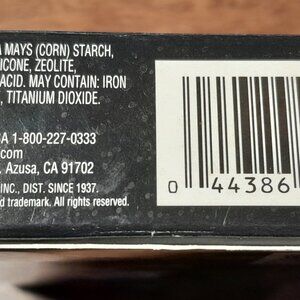 A MAYS (CORN) STARCH,
ICONE, ZEOLITE,
ACID. MAY CONTAIN: IRON
, TITANIUM DIOXIDE.
SA 1-800-227-0333
.com
, Azusa, CA 91702
INC., DIST. SINCE 1937.
d trademark. All rights reserved.
0 44386